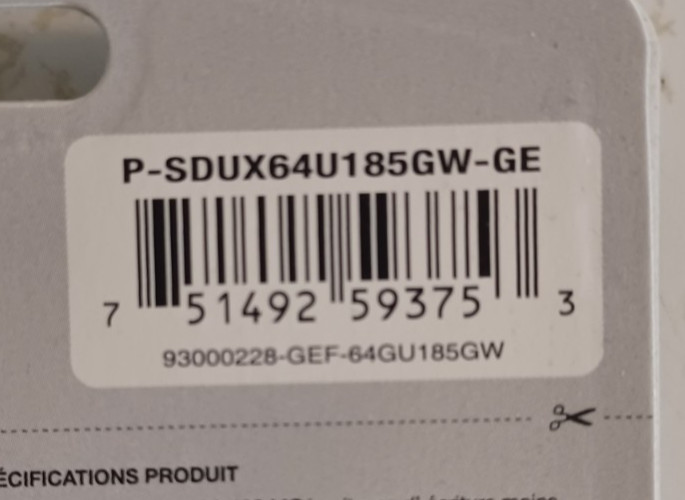 P-SDUX64U185GW-GE
7 51492 59375 3
93000228-GEF-64GU185GW
ÉCIFICATIONS PRODUIT